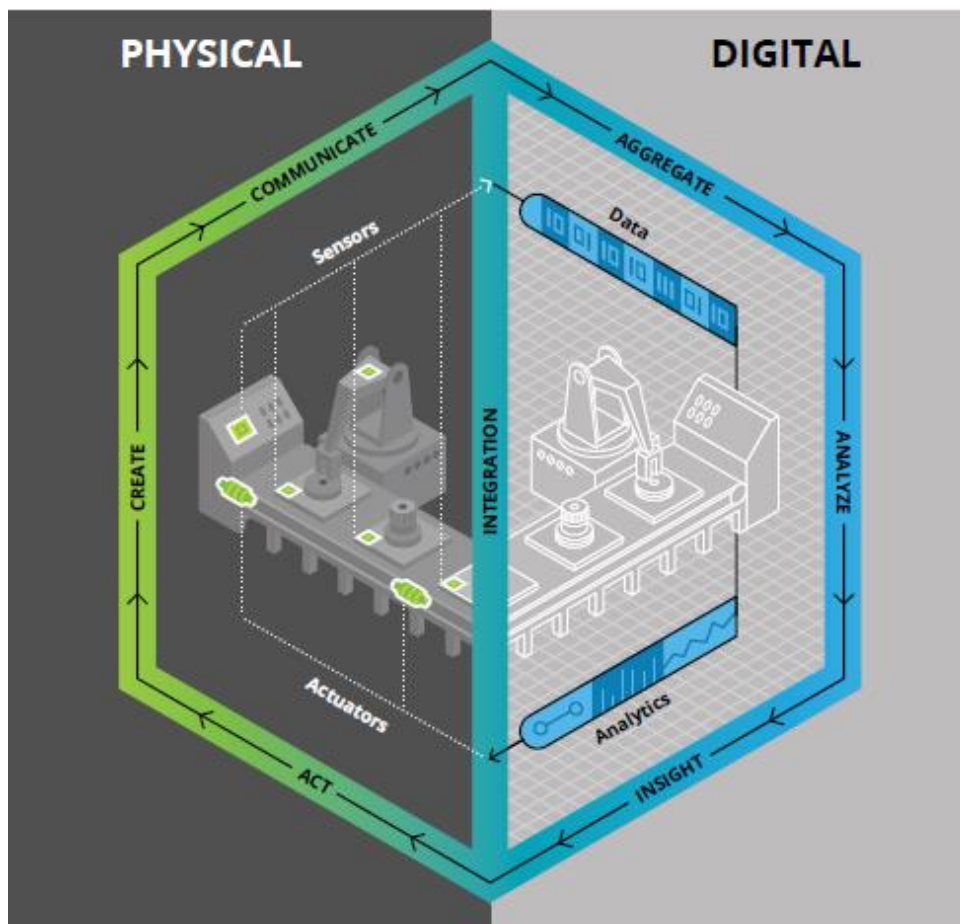 PHYSICAL
DIGITAL
COMMUNICATE
AGGREGATE
Sensors
Data
CREATE
INTEGRATION
ANALYZE
Actuators
Analytics
ACT
INSIGHT